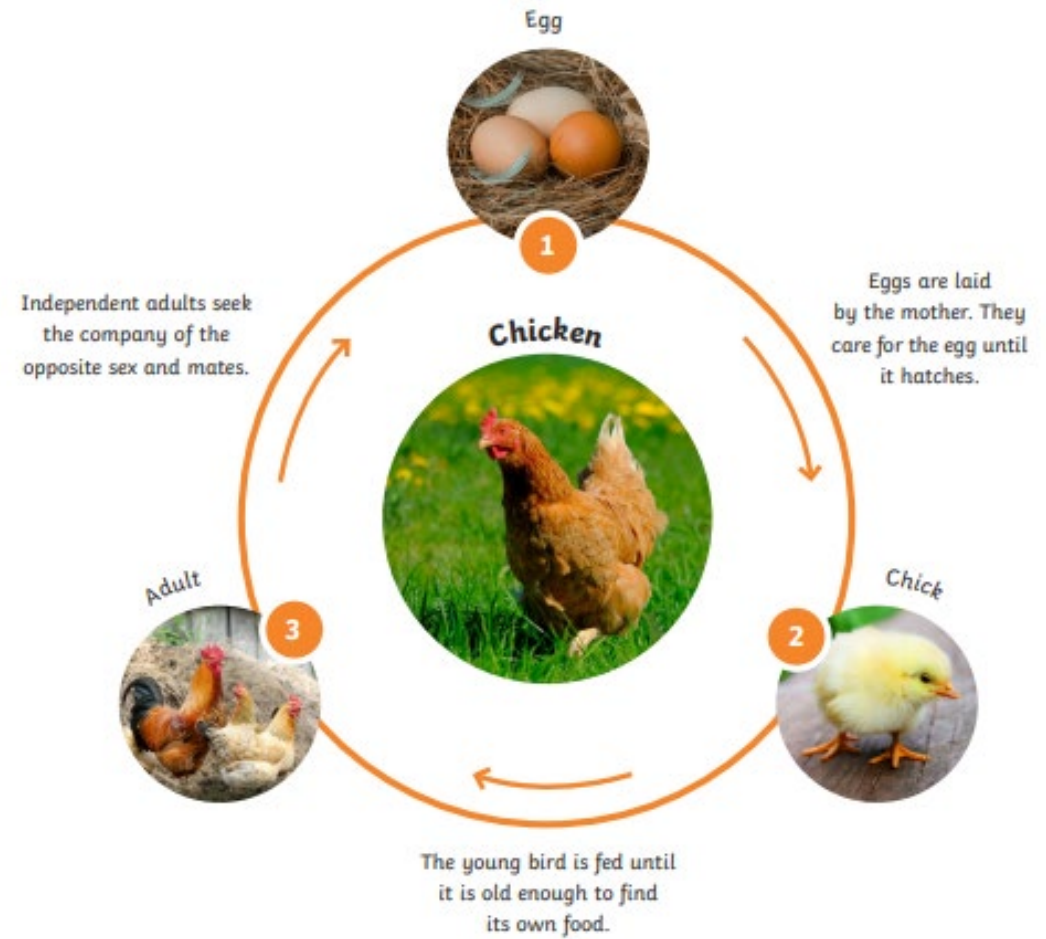 Egg
1
Eggs are laid
by the mother. They
care for the egg until
it hatches.
Chick
2
The young bird is fed until
it is old enough to find
its own food.
Adult
3
Independent adults seek
the company of the
opposite sex and mates.
Chicken